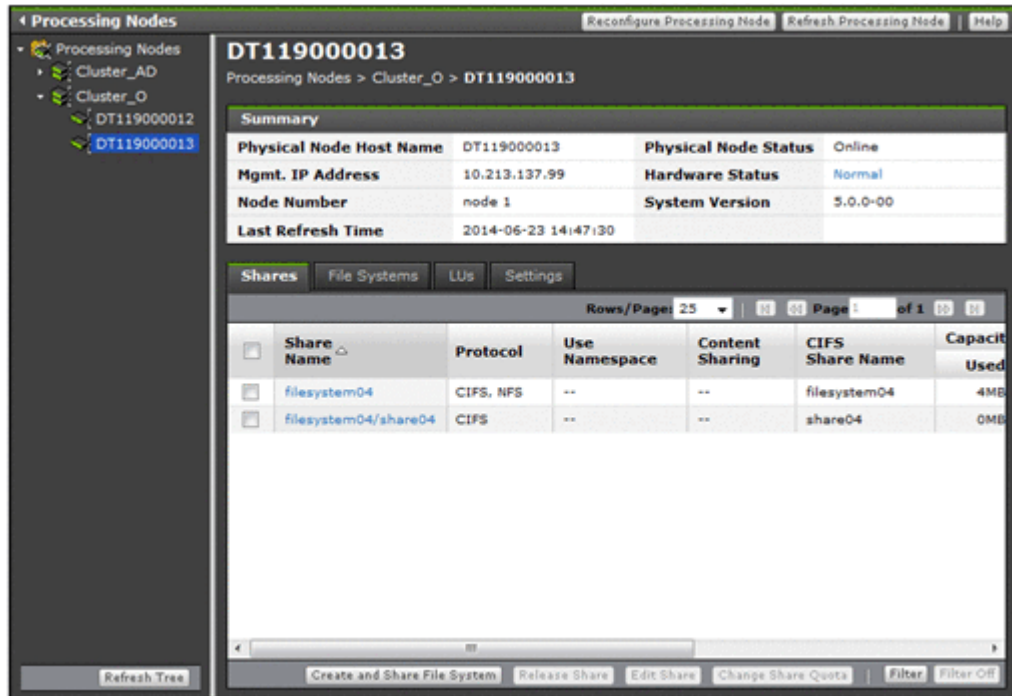 Processing Nodes
Reconfigure Processing Node Refresh Processing Node | Help
Processing Nodes
Cluster_AD
Cluster_O
DT119000012
DT119000013
Refresh Tree
DT119000013
Processing Nodes > Cluster_O > DT119000013
Summary
Physical Node Host Name DT119000013 Physical Node Status Online
Mgmt. IP Address 10.213.137.99 Hardware Status Normal
Node Number node 1 System Version 5.0.0-00
Last Refresh Time 2014-06-23 14:47:30
Shares File Systems LUs Settings
Rows/Page: 25 | Page 1 of 1
Share Name Protocol Use Namespace Content Sharing CIFS Share Name Capacit Used
filesystem04 CIFS, NFS -- -- filesystem04 4MB
filesystem04/share04 CIFS -- -- share04 0MB
Create and Share File System Release Share Edit Share Change Share Quota | Filter Filter Off